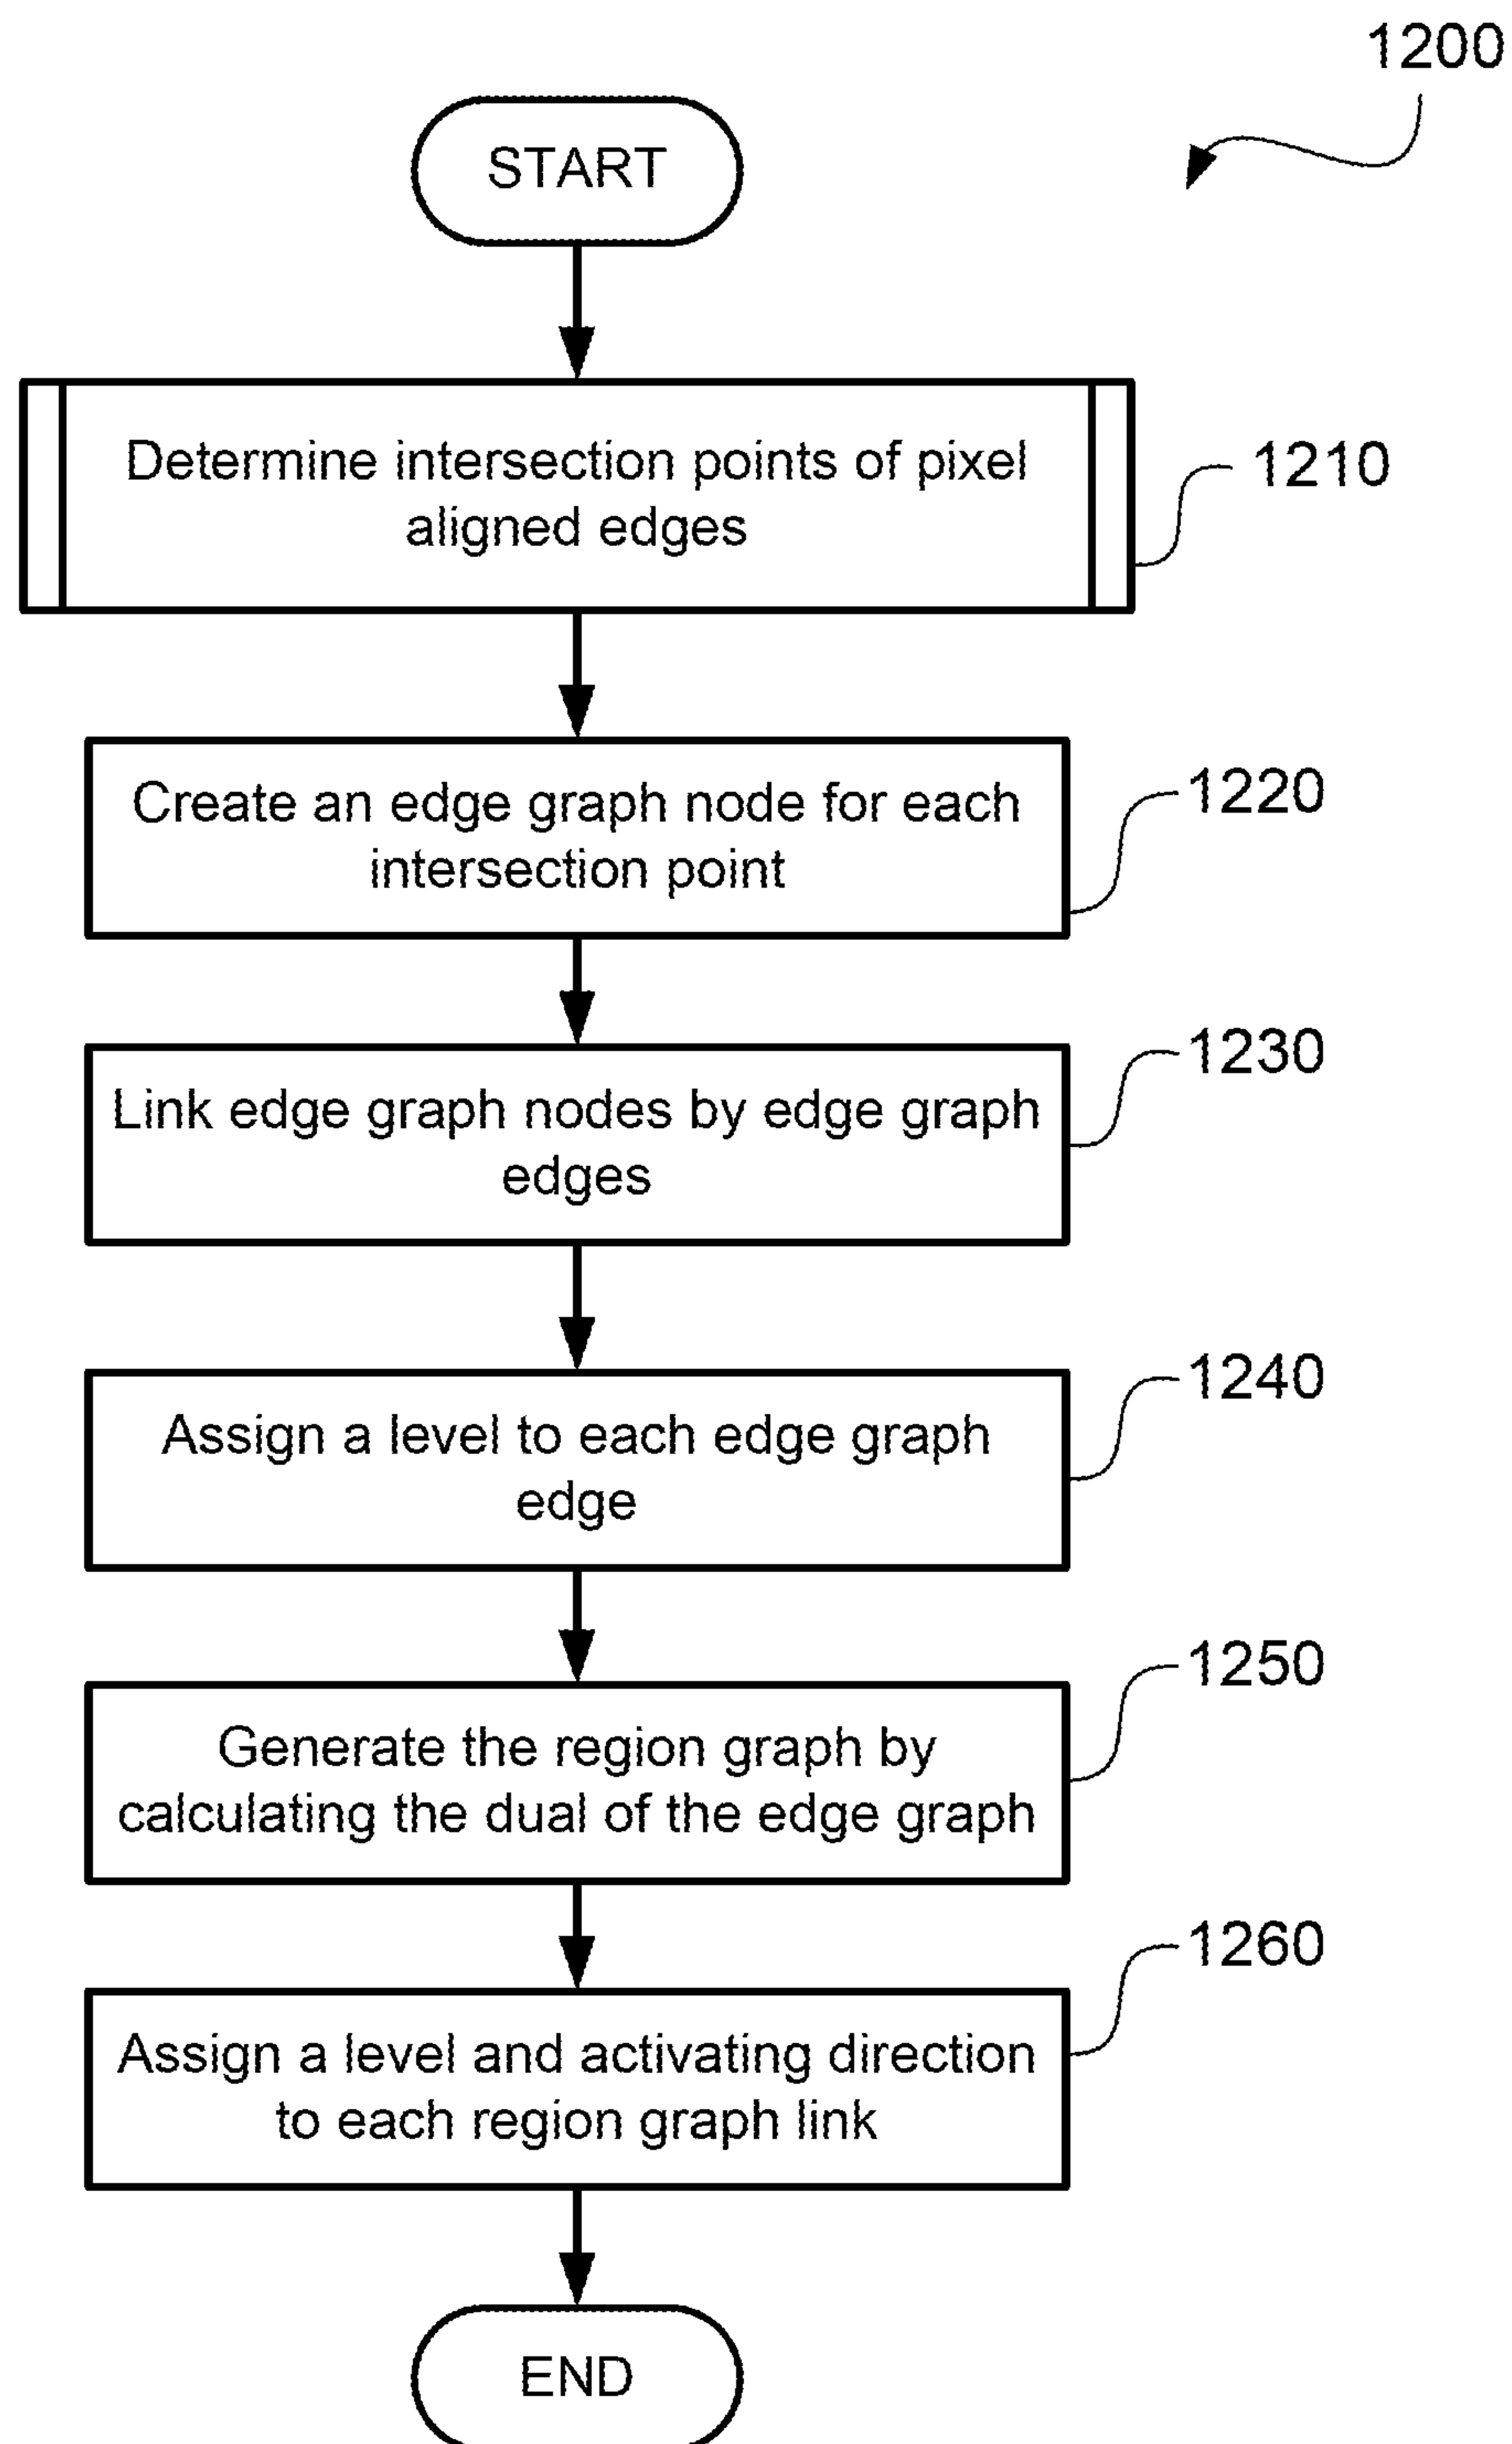 1200
START
Determine intersection points of pixel
aligned edges
1210
Create an edge graph node for each
intersection point
1220
Link edge graph nodes by edge graph
edges
1230
Assign a level to each edge graph
edge
1240
Generate the region graph by
calculating the dual of the edge graph
1250
Assign a level and activating direction
to each region graph link
1260
END